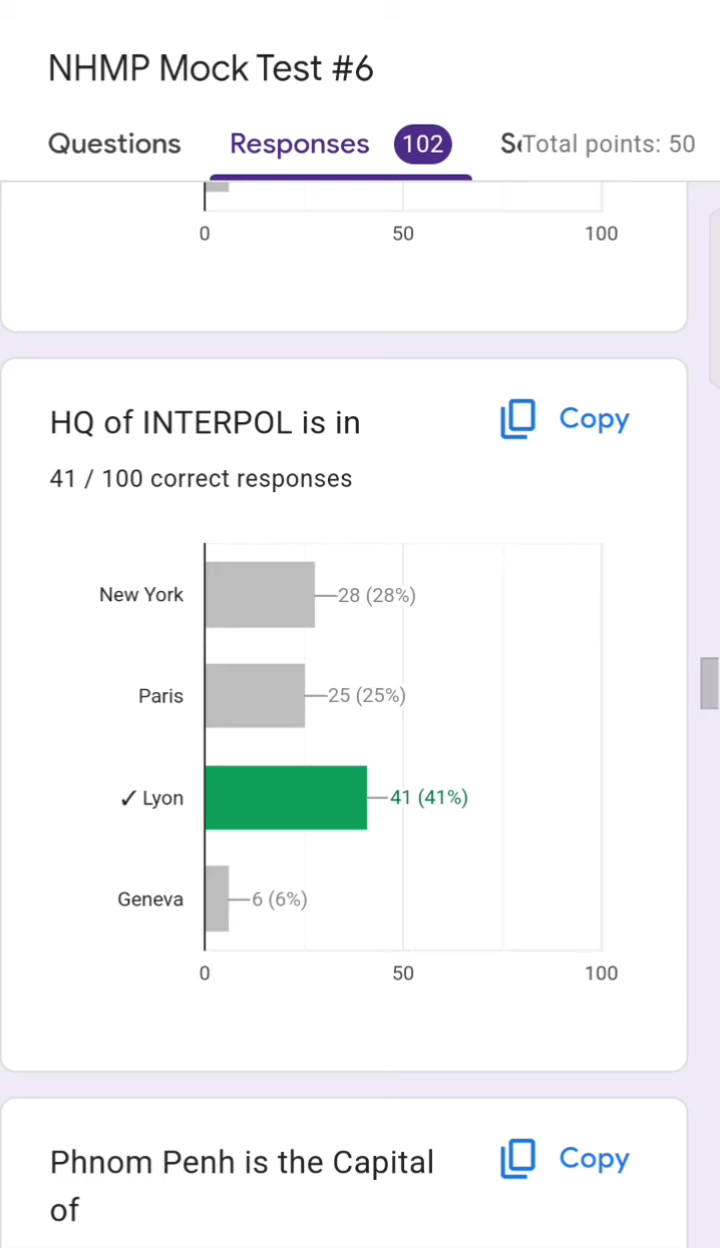 NHMP Mock Test #6
Questions Responses 102 Total points: 50
0 50 100
HQ of INTERPOL is in Copy
41 / 100 correct responses
New York 28 (28%)
Paris 25 (25%)
✓ Lyon 41 (41%)
Geneva 6 (6%)
0 50 100
Phnom Penh is the Capital Copy
of